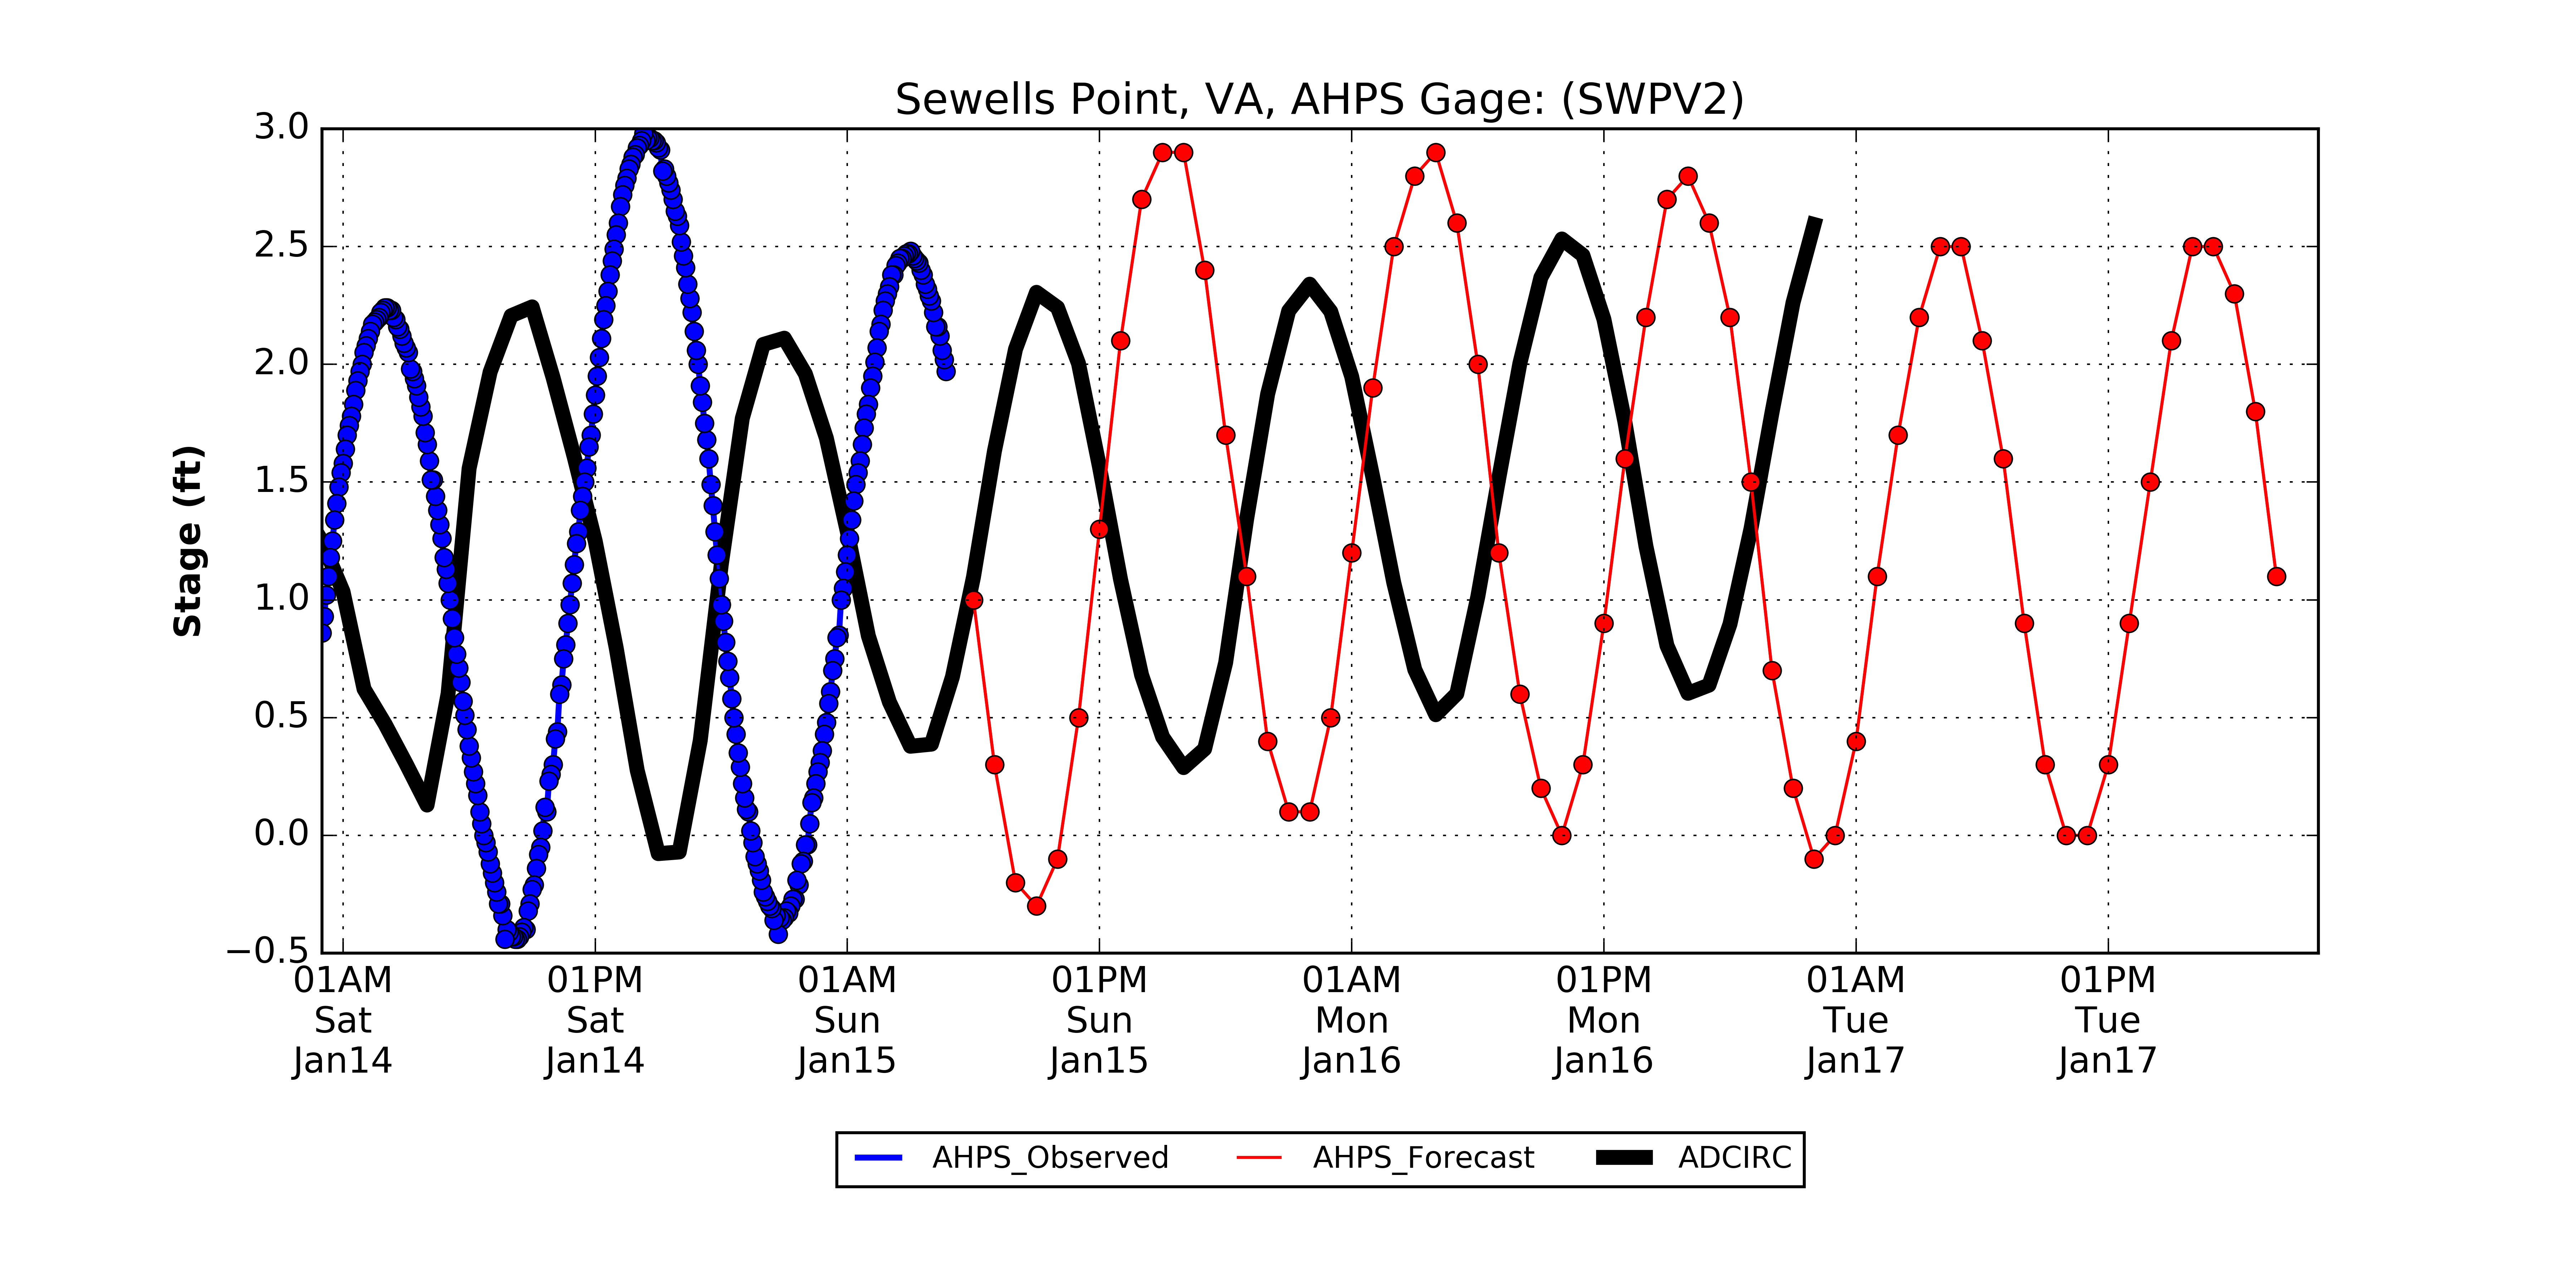 Sewells Point, VA, AHPS Gage: (SWPV2)
Stage (ft)
3.0
2.5
2.0
1.5
1.0
0.5
0.0
−0.5
01AM 01PM 01AM 01PM 01AM 01PM 01AM 01PM
Sat Sat Sun Sun Mon Mon Tue Tue
Jan14 Jan14 Jan15 Jan15 Jan16 Jan16 Jan17 Jan17
AHPS_Observed AHPS_Forecast ADCIRC